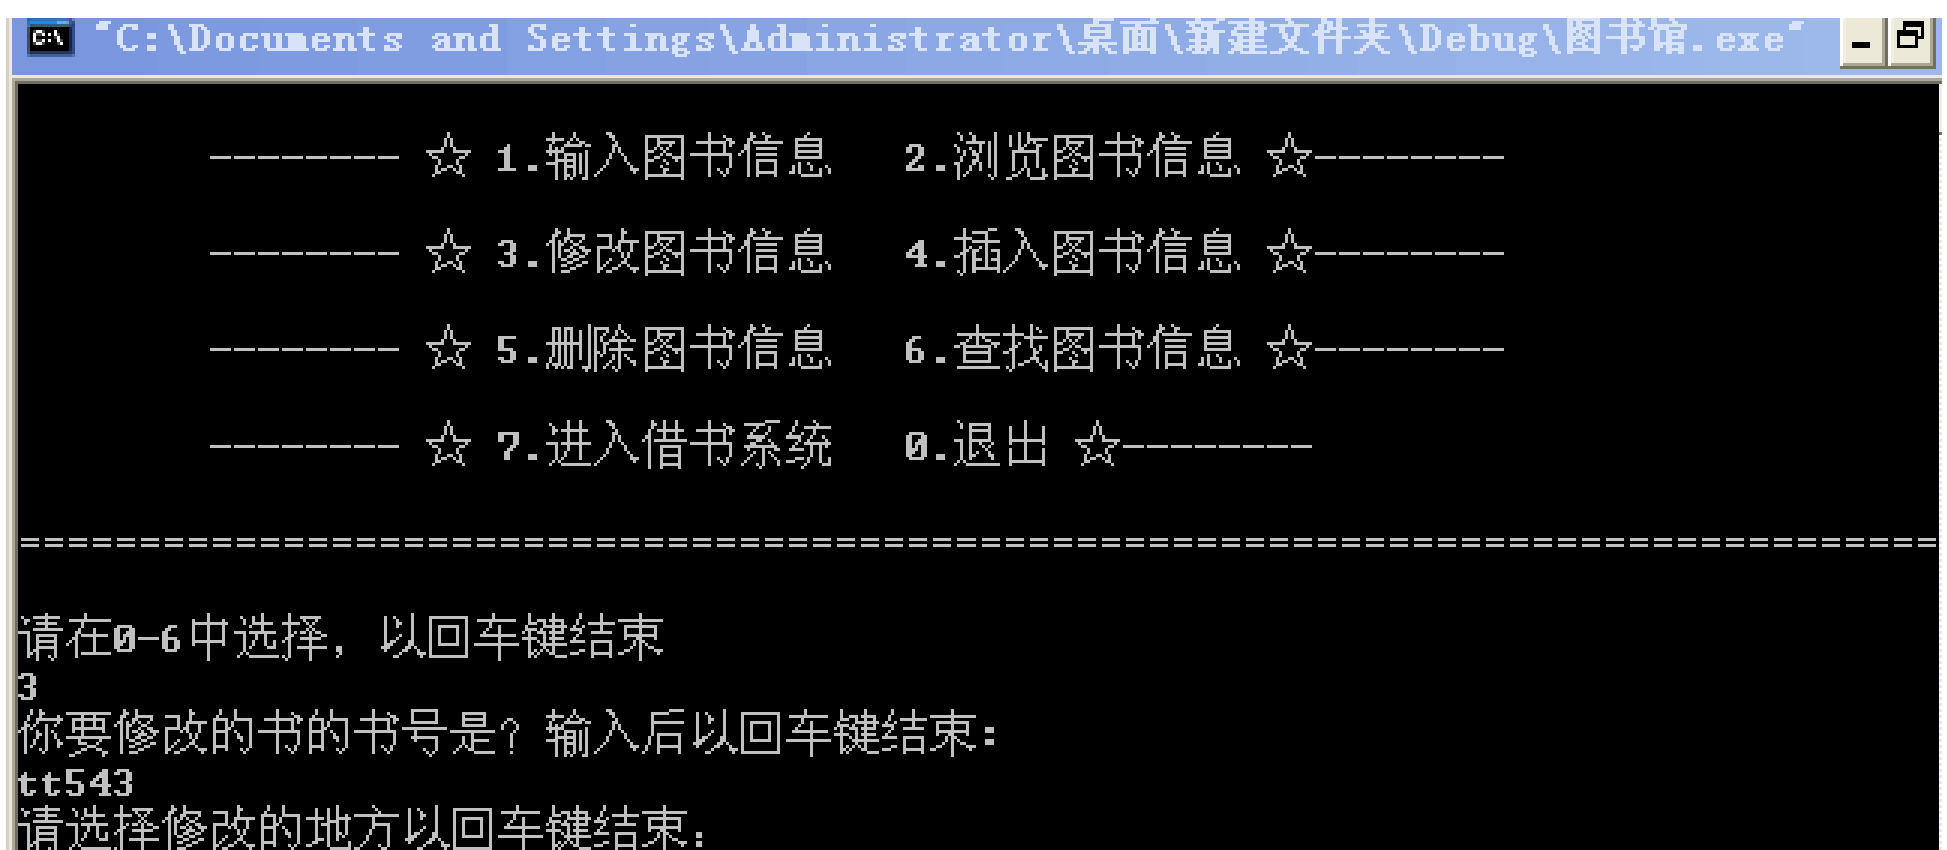 "C:\Documents and Settings\Administrator\桌面\新建文件夹\Debug\图书馆.exe"
-------- ☆ 1.输入图书信息   2.浏览图书信息 ☆--------
-------- ☆ 3.修改图书信息   4.插入图书信息 ☆--------
-------- ☆ 5.删除图书信息   6.查找图书信息 ☆--------
-------- ☆ 7.进入借书系统   0.退出 ☆--------
================================================================================
请在0-6中选择，以回车键结束
3
你要修改的书的书号是？输入后以回车键结束：
tt543
请选择修改的地方以回车键结束：